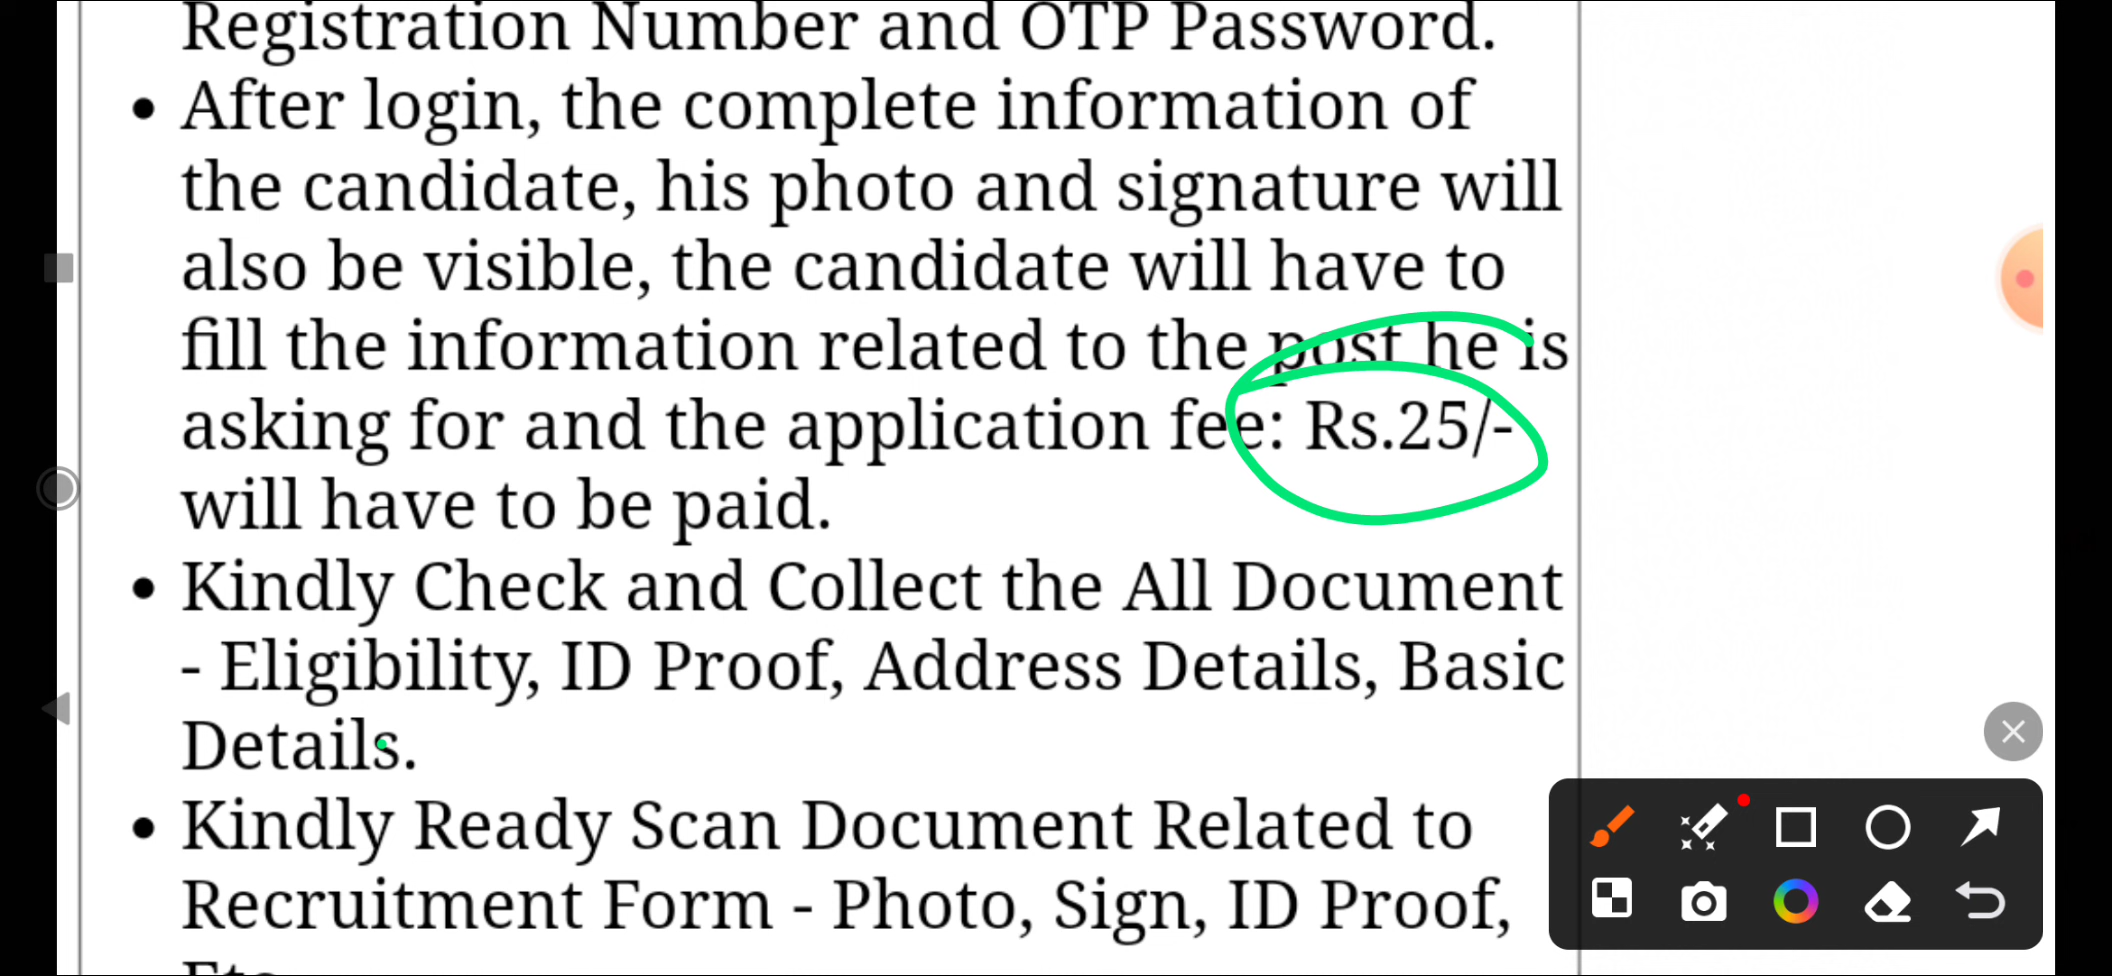 Registration Number and OTP Password.
• After login, the complete information of
the candidate, his photo and signature will
also be visible, the candidate will have to
fill the information related to the post he is
asking for and the application fee: Rs.25/-
will have to be paid.
• Kindly Check and Collect the All Document
- Eligibility, ID Proof, Address Details, Basic
Details.
• Kindly Ready Scan Document Related to
Recruitment Form - Photo, Sign, ID Proof,